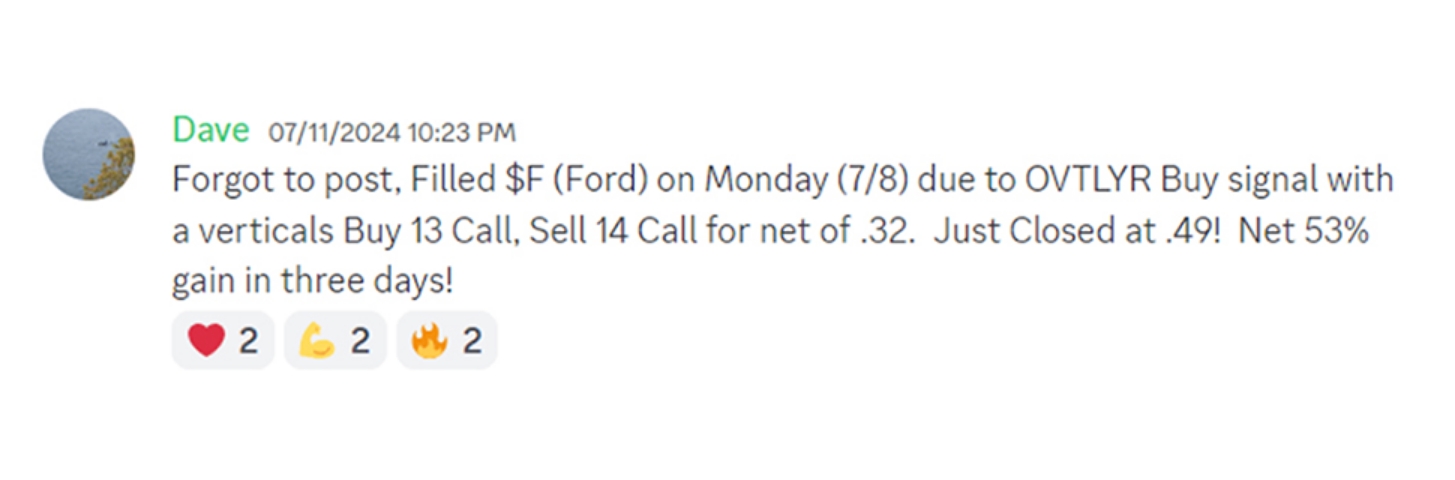 Dave 07/11/2024 10:23 PM
Forgot to post, Filled $F (Ford) on Monday (7/8) due to OVTLYR Buy signal with
a verticals Buy 13 Call, Sell 14 Call for net of .32.  Just Closed at .49!  Net 53%
gain in three days!
❤️ 2 💪 2 🔥 2